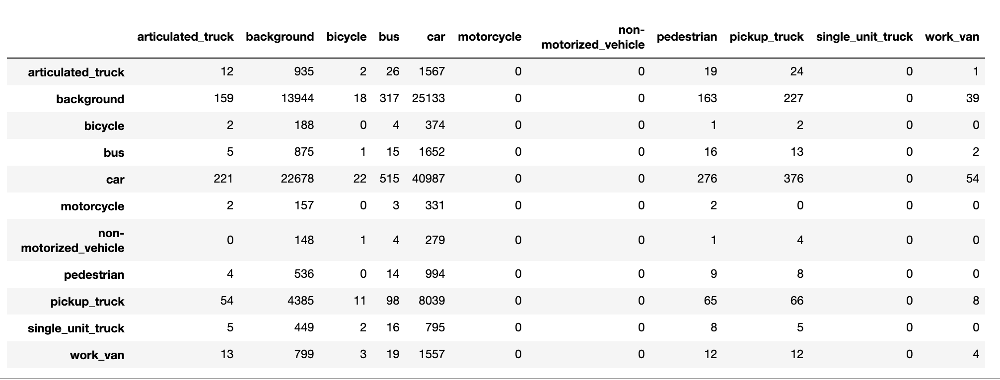 articulated_truck background bicycle bus car motorcycle non-motorized_vehicle pedestrian pickup_truck single_unit_truck work_van
articulated_truck 12 935 2 26 1567 0 0 19 24 0 1
background 159 13944 18 317 25133 0 0 163 227 0 39
bicycle 2 188 0 4 374 0 0 1 2 0 0
bus 5 875 1 15 1652 0 0 16 13 0 2
car 221 22678 22 515 40987 0 0 276 376 0 54
motorcycle 2 157 0 3 331 0 0 2 0 0 0
non-motorized_vehicle 0 148 1 4 279 0 0 1 4 0 0
pedestrian 4 536 0 14 994 0 0 9 8 0 0
pickup_truck 54 4385 11 98 8039 0 0 65 66 0 8
single_unit_truck 5 449 2 16 795 0 0 8 5 0 0
work_van 13 799 3 19 1557 0 0 12 12 0 4